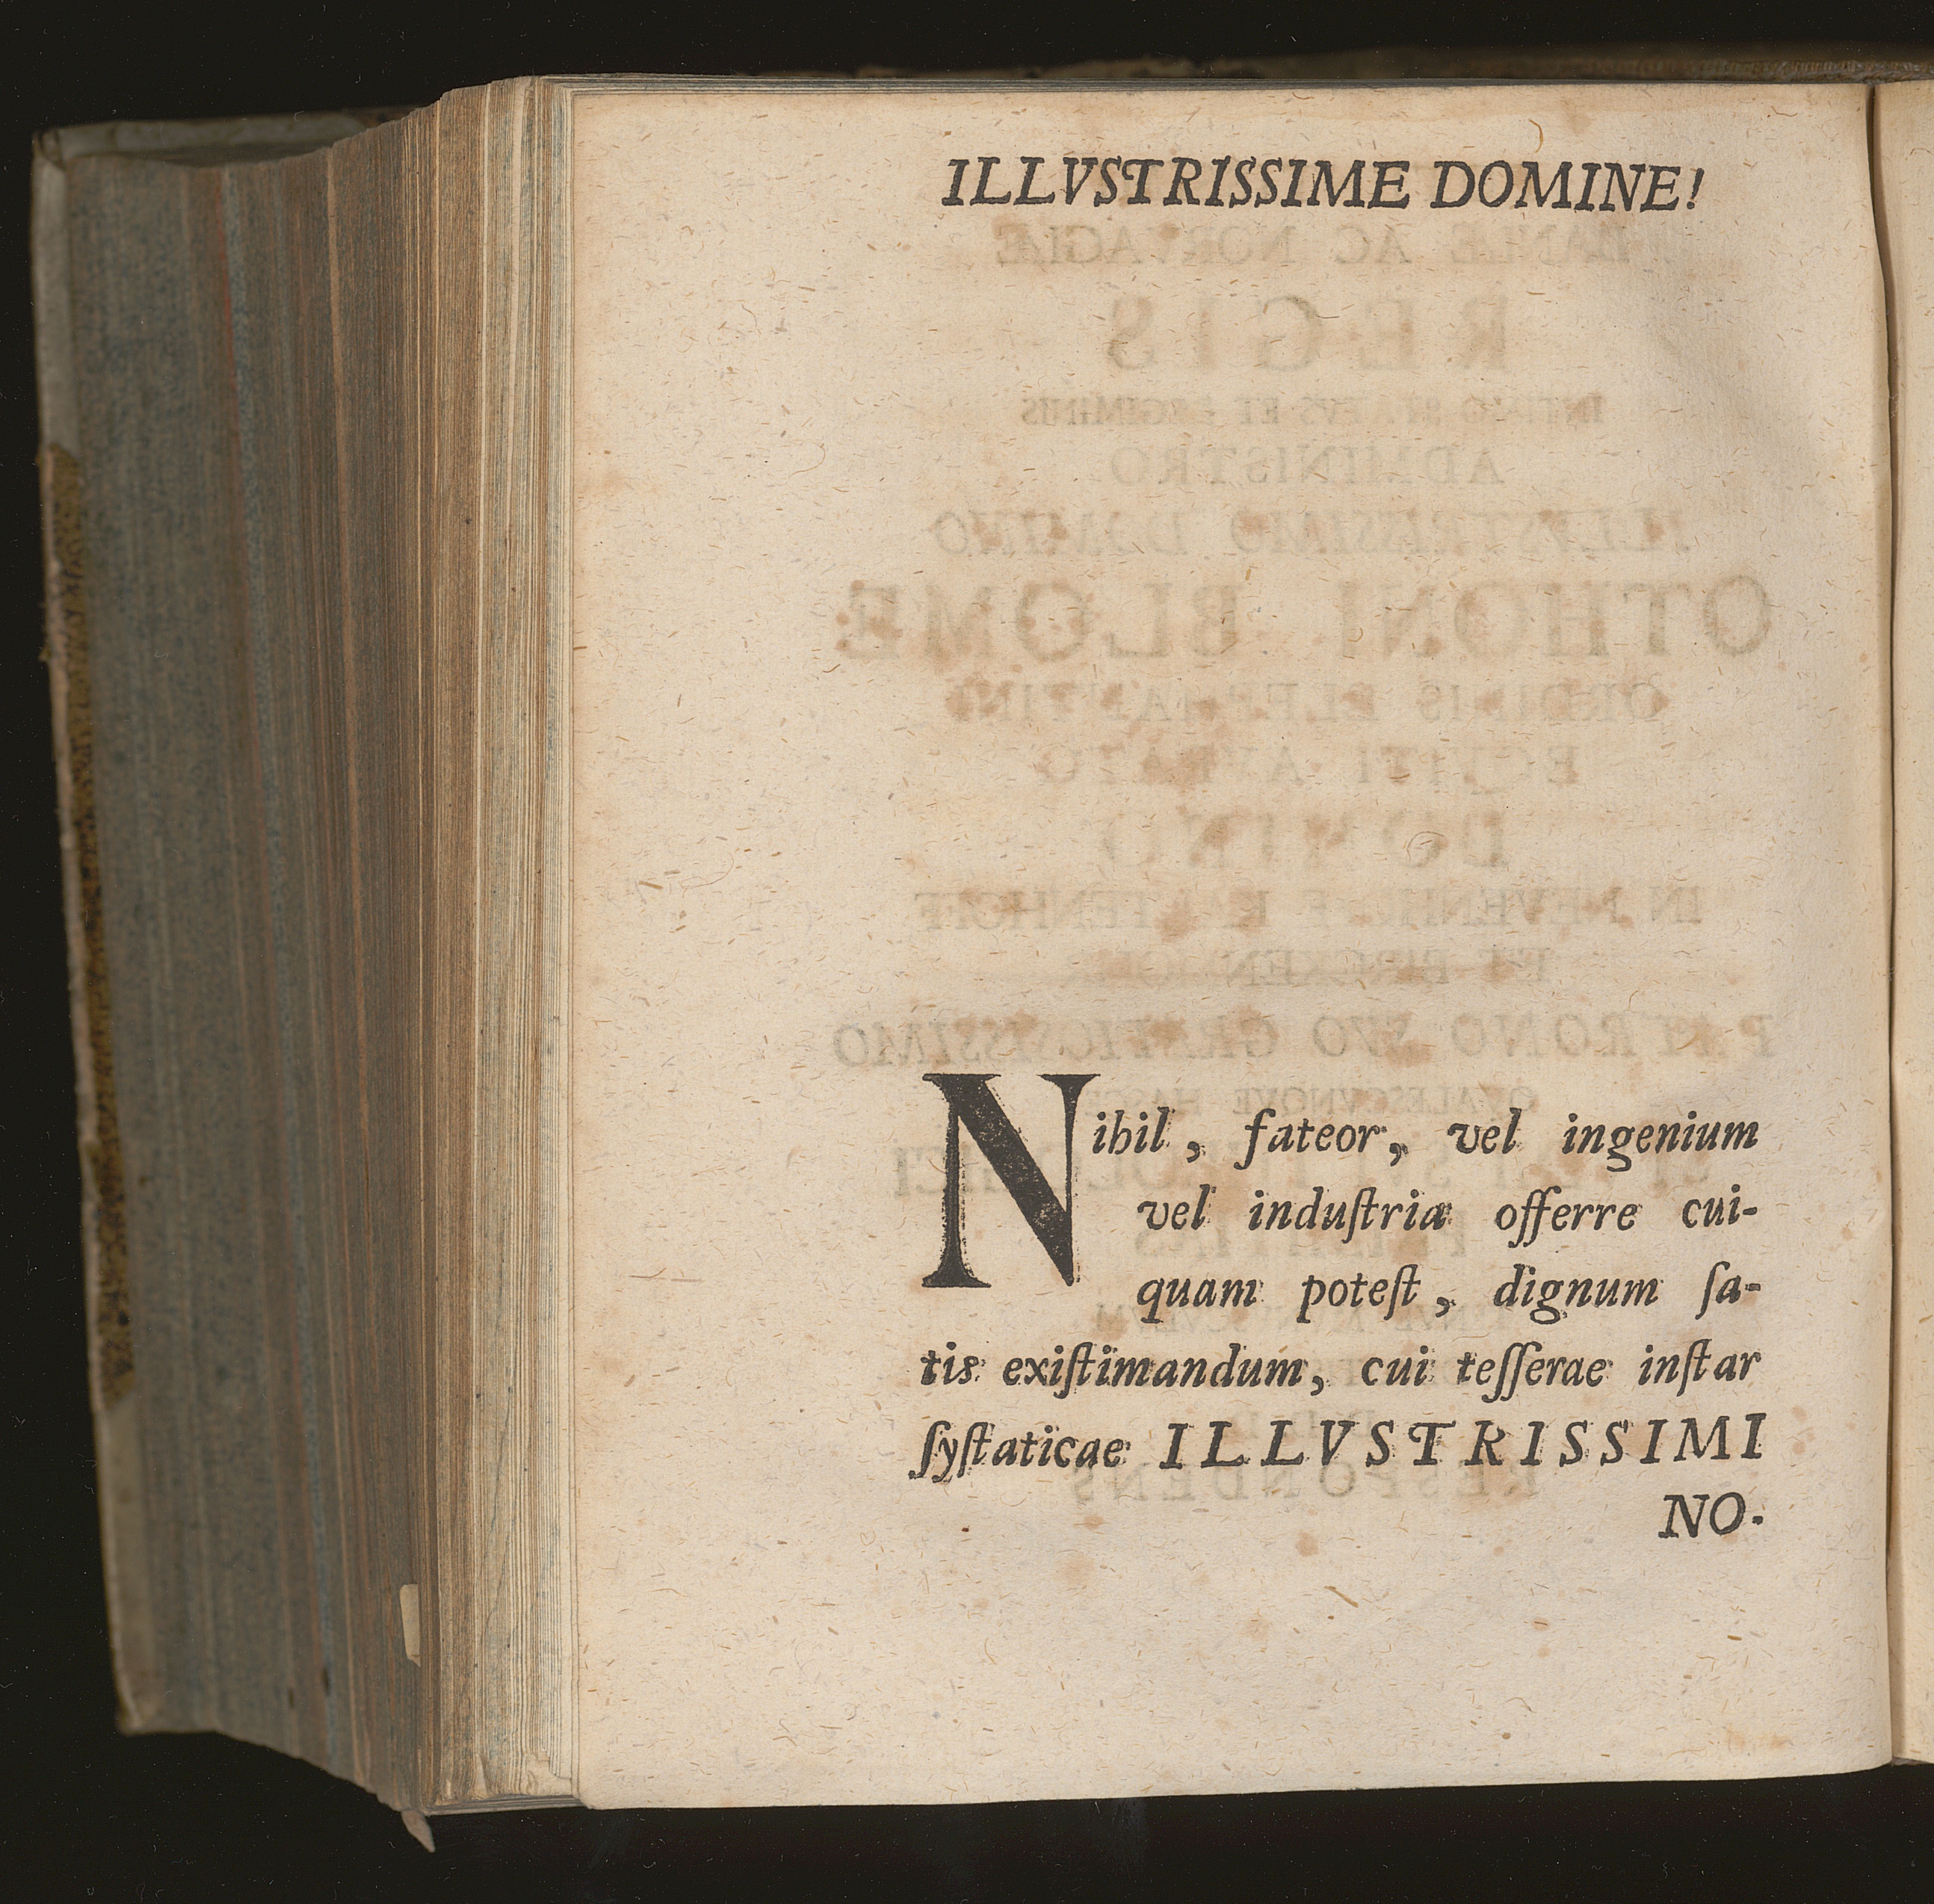 ILLVSTRISSIME DOMINE!
Nihil, fateor, vel ingenium
vel induſtria offerre cui-
quam poteſt, dignum ſa-
tis exiſtimandum, cui teſſerae inſtar
ſyſtaticae ILLVSTRISSIMI
NO-